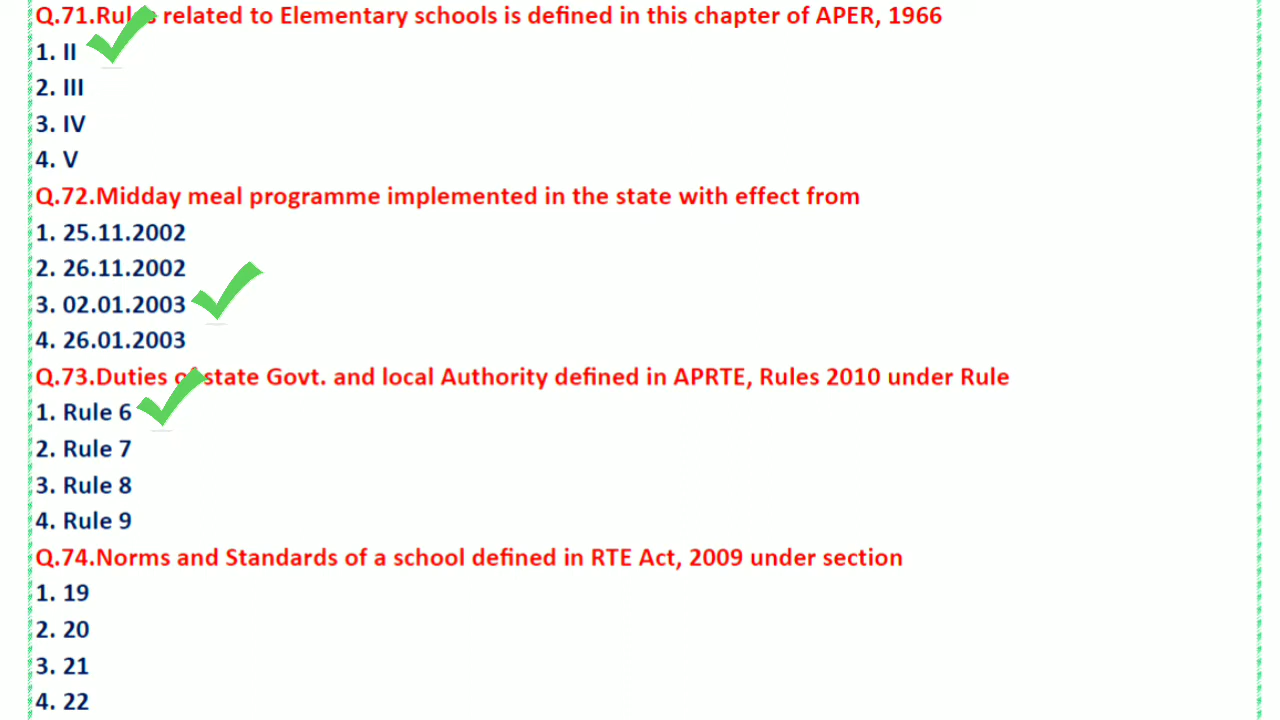 Q.71.Rules related to Elementary schools is defined in this chapter of APER, 1966
1. II
2. III
3. IV
4. V
Q.72.Midday meal programme implemented in the state with effect from
1. 25.11.2002
2. 26.11.2002
3. 02.01.2003
4. 26.01.2003
Q.73.Duties of state Govt. and local Authority defined in APRTE, Rules 2010 under Rule
1. Rule 6
2. Rule 7
3. Rule 8
4. Rule 9
Q.74.Norms and Standards of a school defined in RTE Act, 2009 under section
1. 19
2. 20
3. 21
4. 22